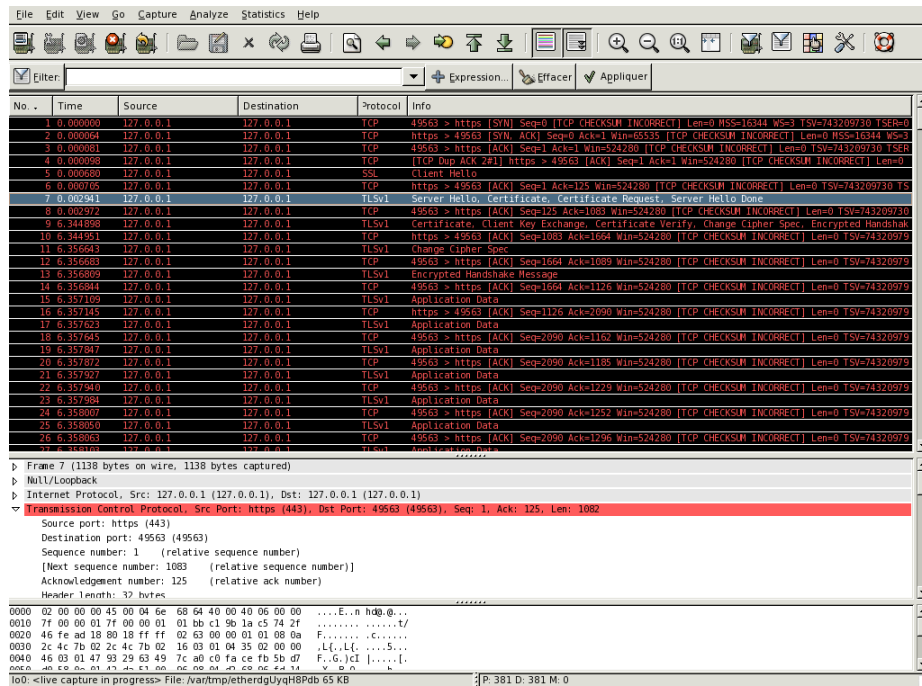 File Edit View Go Capture Analyze Statistics Help
Filter: Expression... Effacer Appliquer
No. . Time Source Destination Protocol Info
1 0.000000 127.0.0.1 127.0.0.1 TCP 49563 > https [SYN] Seq=0 [TCP CHECKSUM INCORRECT] Len=0 MSS=16344 WS=3 TSV=743209730 TSER=0
2 0.000064 127.0.0.1 127.0.0.1 TCP https > 49563 [SYN, ACK] Seq=0 Ack=1 Win=65535 [TCP CHECKSUM INCORRECT] Len=0 MSS=16344 WS=3
3 0.000081 127.0.0.1 127.0.0.1 TCP 49563 > https [ACK] Seq=1 Ack=1 Win=524280 [TCP CHECKSUM INCORRECT] Len=0 TSV=743209730 TSER
4 0.000098 127.0.0.1 127.0.0.1 TCP [TCP Dup ACK 2#1] https > 49563 [ACK] Seq=1 Ack=1 Win=524280 [TCP CHECKSUM INCORRECT] Len=0
5 0.000680 127.0.0.1 127.0.0.1 SSL Client Hello
6 0.000705 127.0.0.1 127.0.0.1 TCP https > 49563 [ACK] Seq=1 Ack=125 Win=524280 [TCP CHECKSUM INCORRECT] Len=0 TSV=743209730 TS
7 0.002941 127.0.0.1 127.0.0.1 TLSv1 Server Hello, Certificate, Certificate Request, Server Hello Done
8 0.002972 127.0.0.1 127.0.0.1 TCP 49563 > https [ACK] Seq=125 Ack=1083 Win=524280 [TCP CHECKSUM INCORRECT] Len=0 TSV=743209730
9 6.344898 127.0.0.1 127.0.0.1 TLSv1 Certificate, Client Key Exchange, Certificate Verify, Change Cipher Spec, Encrypted Handshak
10 6.344951 127.0.0.1 127.0.0.1 TCP https > 49563 [ACK] Seq=1083 Ack=1664 Win=524280 [TCP CHECKSUM INCORRECT] Len=0 TSV=74320979
11 6.356643 127.0.0.1 127.0.0.1 TLSv1 Change Cipher Spec
12 6.356683 127.0.0.1 127.0.0.1 TCP 49563 > https [ACK] Seq=1664 Ack=1089 Win=524280 [TCP CHECKSUM INCORRECT] Len=0 TSV=74320979
13 6.356809 127.0.0.1 127.0.0.1 TLSv1 Encrypted Handshake Message
14 6.356844 127.0.0.1 127.0.0.1 TCP 49563 > https [ACK] Seq=1664 Ack=1126 Win=524280 [TCP CHECKSUM INCORRECT] Len=0 TSV=74320979
15 6.357109 127.0.0.1 127.0.0.1 TLSv1 Application Data
16 6.357145 127.0.0.1 127.0.0.1 TCP https > 49563 [ACK] Seq=1126 Ack=2090 Win=524280 [TCP CHECKSUM INCORRECT] Len=0 TSV=74320979
17 6.357623 127.0.0.1 127.0.0.1 TLSv1 Application Data
18 6.357645 127.0.0.1 127.0.0.1 TCP 49563 > https [ACK] Seq=2090 Ack=1162 Win=524280 [TCP CHECKSUM INCORRECT] Len=0 TSV=74320979
19 6.357847 127.0.0.1 127.0.0.1 TLSv1 Application Data
20 6.357872 127.0.0.1 127.0.0.1 TCP 49563 > https [ACK] Seq=2090 Ack=1185 Win=524280 [TCP CHECKSUM INCORRECT] Len=0 TSV=74320979
21 6.357927 127.0.0.1 127.0.0.1 TLSv1 Application Data
22 6.357940 127.0.0.1 127.0.0.1 TCP 49563 > https [ACK] Seq=2090 Ack=1229 Win=524280 [TCP CHECKSUM INCORRECT] Len=0 TSV=74320979
23 6.357984 127.0.0.1 127.0.0.1 TLSv1 Application Data
24 6.358007 127.0.0.1 127.0.0.1 TCP 49563 > https [ACK] Seq=2090 Ack=1252 Win=524280 [TCP CHECKSUM INCORRECT] Len=0 TSV=74320979
25 6.358050 127.0.0.1 127.0.0.1 TLSv1 Application Data
26 6.358063 127.0.0.1 127.0.0.1 TCP 49563 > https [ACK] Seq=2090 Ack=1296 Win=524280 [TCP CHECKSUM INCORRECT] Len=0 TSV=74320979
27 6.358103 127.0.0.1 127.0.0.1 TLSv1 Application Data
Frame 7 (1138 bytes on wire, 1138 bytes captured)
Null/Loopback
Internet Protocol, Src: 127.0.0.1 (127.0.0.1), Dst: 127.0.0.1 (127.0.0.1)
Transmission Control Protocol, Src Port: https (443), Dst Port: 49563 (49563), Seq: 1, Ack: 125, Len: 1082
Source port: https (443)
Destination port: 49563 (49563)
Sequence number: 1 (relative sequence number)
[Next sequence number: 1083 (relative sequence number)]
Acknowledgement number: 125 (relative ack number)
Header length: 32 bytes
0000 02 00 00 00 45 00 04 6e 68 64 40 00 40 06 00 00 ....E..n hd@.@...
0010 7f 00 00 01 7f 00 00 01 01 bb c1 9b 1a c5 74 2f ........ ......t/
0020 46 fe ad 18 80 18 ff ff 02 63 00 00 01 01 08 0a F....... .c......
0030 2c 4c 7b 02 2c 4c 7b 02 16 03 01 04 35 02 00 00 ,L{.,L{. ....5...
0040 46 03 01 47 93 29 63 49 7c a0 c0 fa ce fb 5d d7 F..G.)cI |.....[.
lo0: <live capture in progress> File: /var/tmp/etherdgUyqH8Pdb 65 KB P: 381 D: 381 M: 0